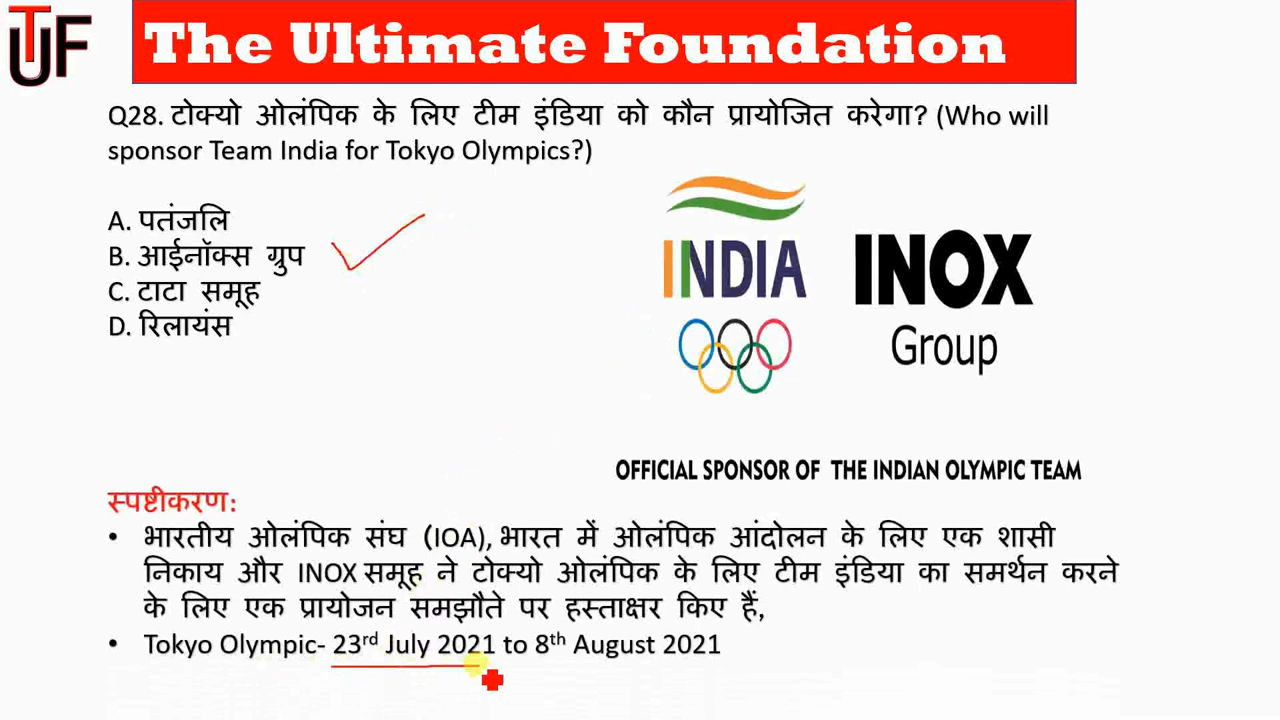 TUF
The Ultimate Foundation
Q28. टोक्यो ओलंपिक के लिए टीम इंडिया को कौन प्रायोजित करेगा? (Who will
sponsor Team India for Tokyo Olympics?)
A. पतंजलि
B. आईनॉक्स ग्रुप
C. टाटा समूह
D. रिलायंस
INDIA
INOX
Group
OFFICIAL SPONSOR OF THE INDIAN OLYMPIC TEAM
स्पष्टीकरण:
• भारतीय ओलंपिक संघ (IOA), भारत में ओलंपिक आंदोलन के लिए एक शासी
निकाय और INOX समूह ने टोक्यो ओलंपिक के लिए टीम इंडिया का समर्थन करने
के लिए एक प्रायोजन समझौते पर हस्ताक्षर किए हैं,
• Tokyo Olympic- 23rd July 2021 to 8th August 2021